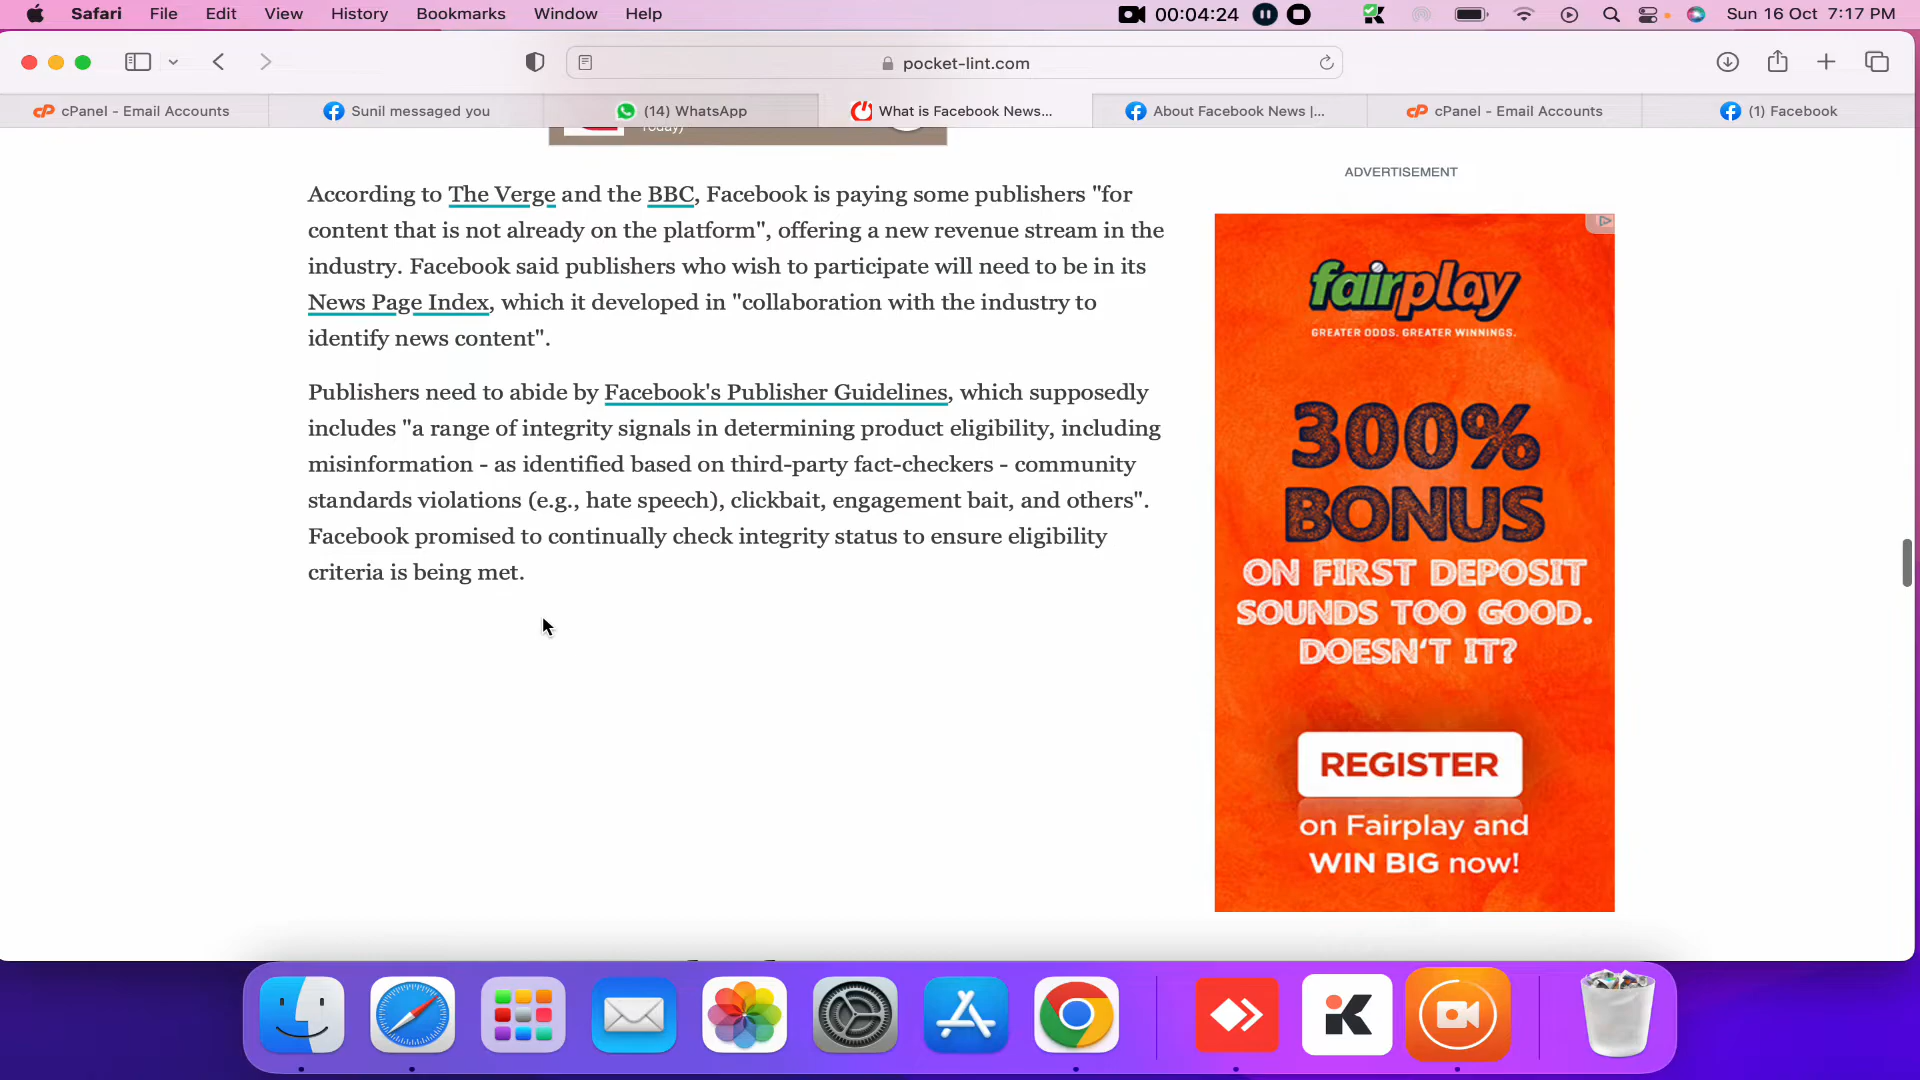 Safari File Edit View History Bookmarks Window Help 00:04:24 Sun 16 Oct 7:17 PM
pocket-lint.com
cPanel - Email Accounts Sunil messaged you (14) WhatsApp What is Facebook News... About Facebook News |... cPanel - Email Accounts (1) Facebook
According to The Verge and the BBC, Facebook is paying some publishers "for
content that is not already on the platform", offering a new revenue stream in the
industry. Facebook said publishers who wish to participate will need to be in its
News Page Index, which it developed in "collaboration with the industry to
identify news content".
Publishers need to abide by Facebook's Publisher Guidelines, which supposedly
includes "a range of integrity signals in determining product eligibility, including
misinformation - as identified based on third-party fact-checkers - community
standards violations (e.g., hate speech), clickbait, engagement bait, and others".
Facebook promised to continually check integrity status to ensure eligibility
criteria is being met.
ADVERTISEMENT
fairplay
GREATER ODDS. GREATER WINNINGS.
300%
BONUS
ON FIRST DEPOSIT
SOUNDS TOO GOOD.
DOESN'T IT?
REGISTER
on Fairplay and
WIN BIG now!